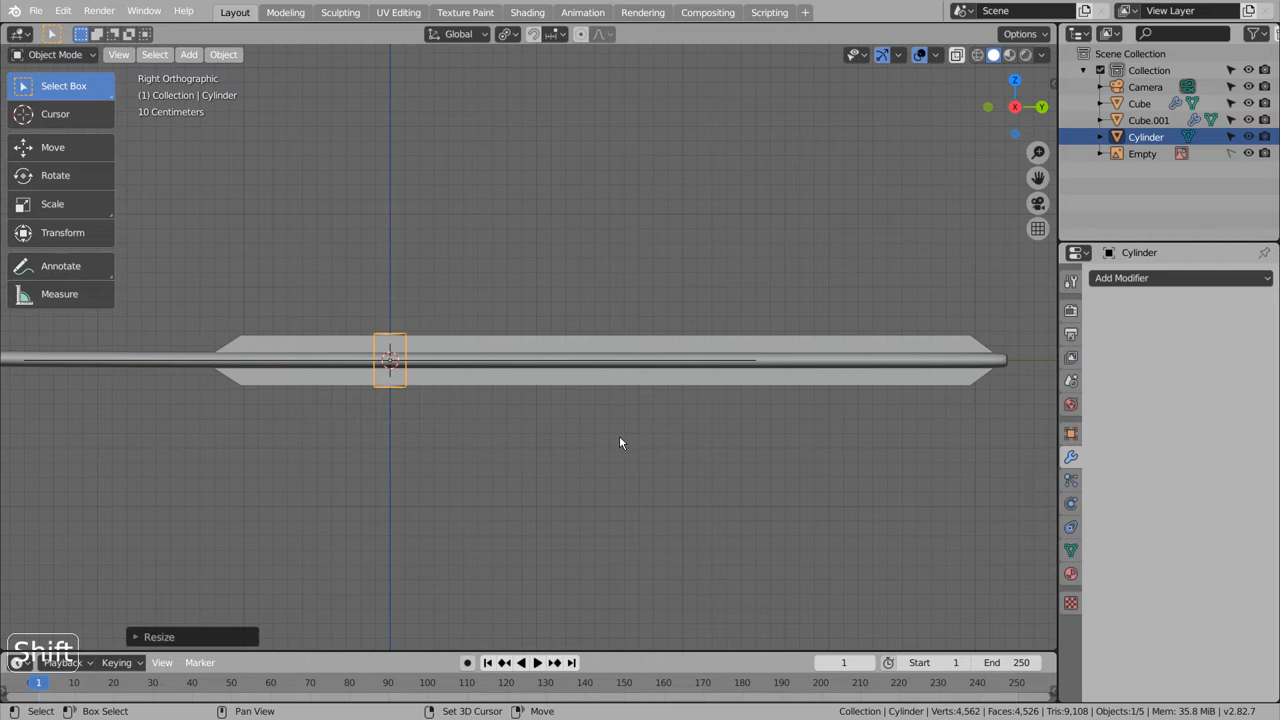 File Edit Render Window Help Layout Modeling Sculpting UV Editing Texture Paint Shading Animation Rendering Compositing Scripting + Scene View Layer
Global Options
Object Mode View Select Add Object
Scene Collection
Collection
Camera
Cube
Cube.001
Cylinder
Empty
Select Box
Cursor
Move
Rotate
Scale
Transform
Annotate
Measure
Right Orthographic
(1) Collection | Cylinder
10 Centimeters
Z
X
Y
Cylinder
Add Modifier
Resize
Shift
Playback Keying View Marker 1 Start 1 End 250
1 10 20 30 40 50 60 70 80 90 100 110 120 130 140 150 160 170 180 190 200 210 220 230 240 250
Select Box Select Pan View Set 3D Cursor Move Collection | Cylinder | Verts:4,562 | Faces:4,526 | Tris:9,108 | Objects:1/5 | Mem: 35.8 MiB | v2.82.7